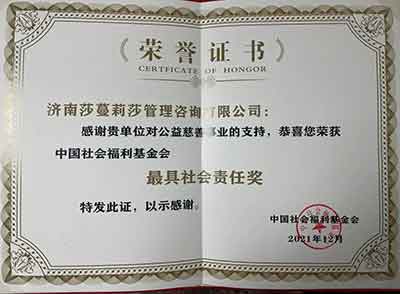 《荣誉证书》
CERTFICATE OF HONGOR
济南莎蔓莉莎管理咨询有限公司：
感谢贵单位对公益慈善事业的支持，恭喜您荣获
中国社会福利基金会
最具社会责任奖
特发此证，以示感谢。
中国社会福利基金会
2021年12月